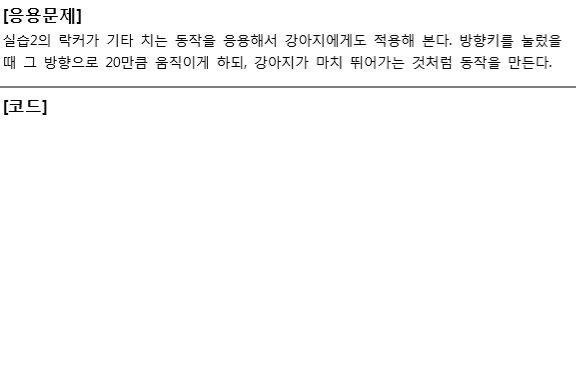 [응용문제]
실습2의 락커가 기타 치는 동작을 응용해서 강아지에게도 적용해 본다. 방향키를 눌렀을
때 그 방향으로 20만큼 움직이게 하되, 강아지가 마치 뛰어가는 것처럼 동작을 만든다.
[코드]